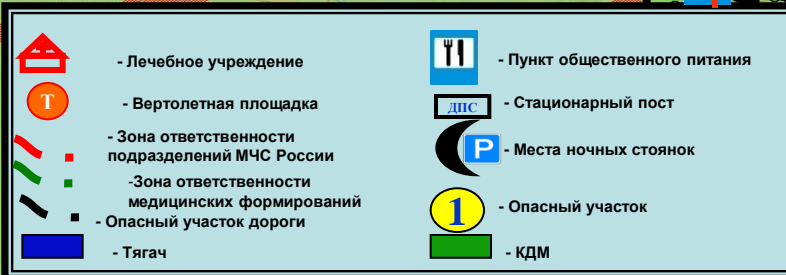 - Лечебное учреждение
Т
- Вертолетная площадка
- Зона ответственности
подразделений МЧС России
-Зона ответственности
медицинских формирований
- Опасный участок дороги
- Тягач
- Пункт общественного питания
ДПС
- Стационарный пост
P
- Места ночных стоянок
1
- Опасный участок
- КДМ